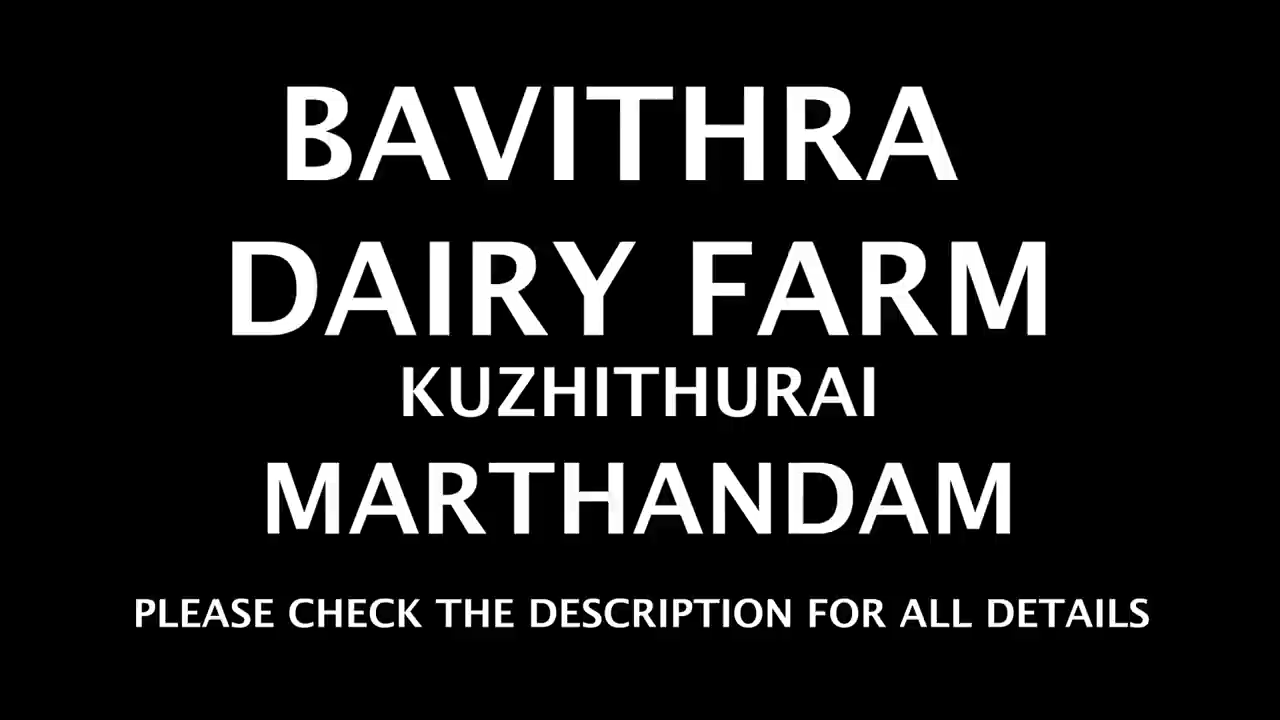 BAVITHRA
DAIRY FARM
KUZHITHURAI
MARTHANDAM
PLEASE CHECK THE DESCRIPTION FOR ALL DETAILS